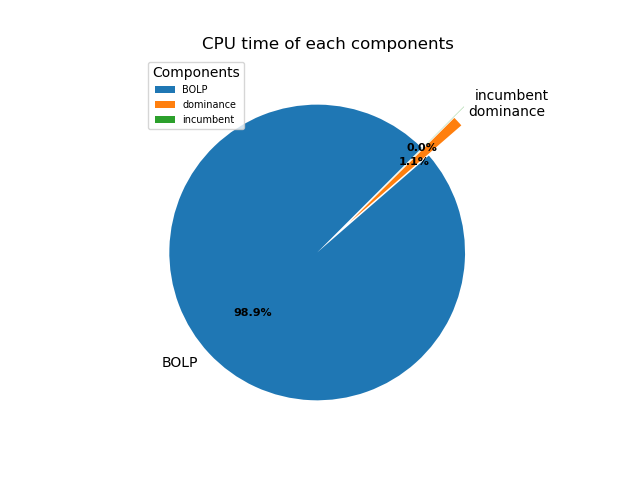 CPU time of each components
Components
BOLP
dominance
incumbent
incumbent
dominance
0.0%
1.1%
98.9%
BOLP